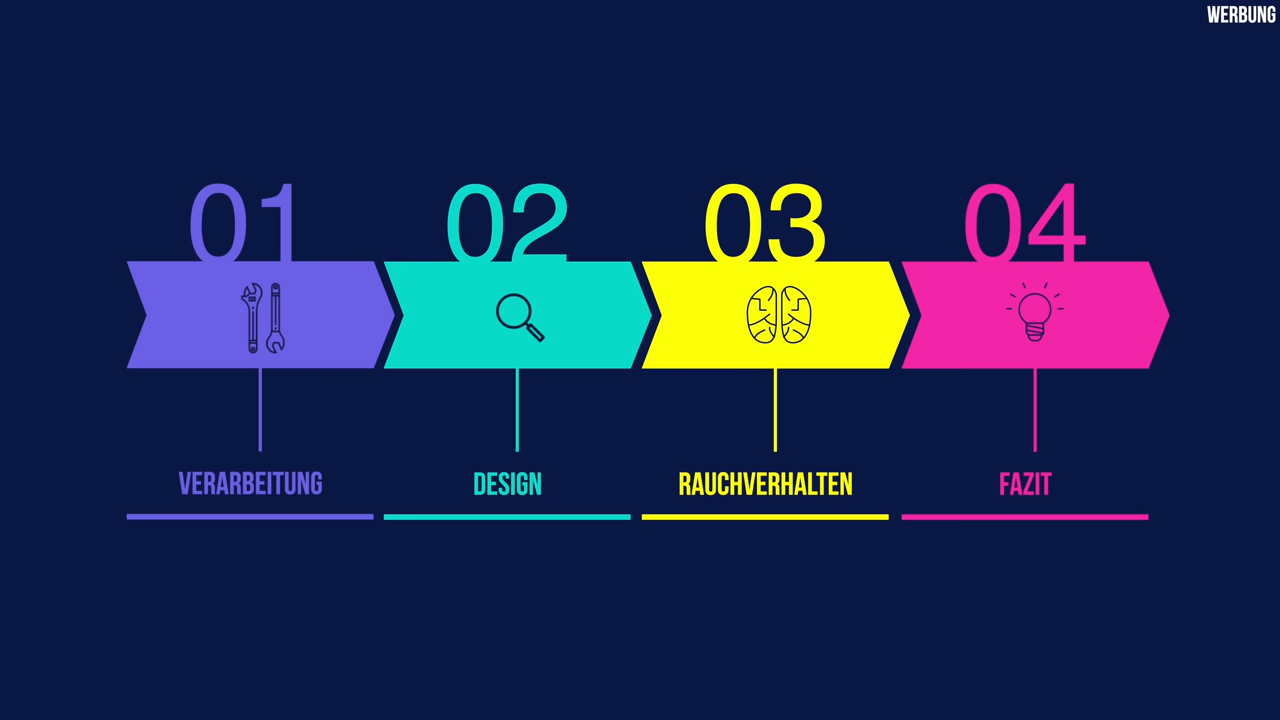 WERBUNG
01
02
03
04
VERARBEITUNG
DESIGN
RAUCHVERHALTEN
FAZIT